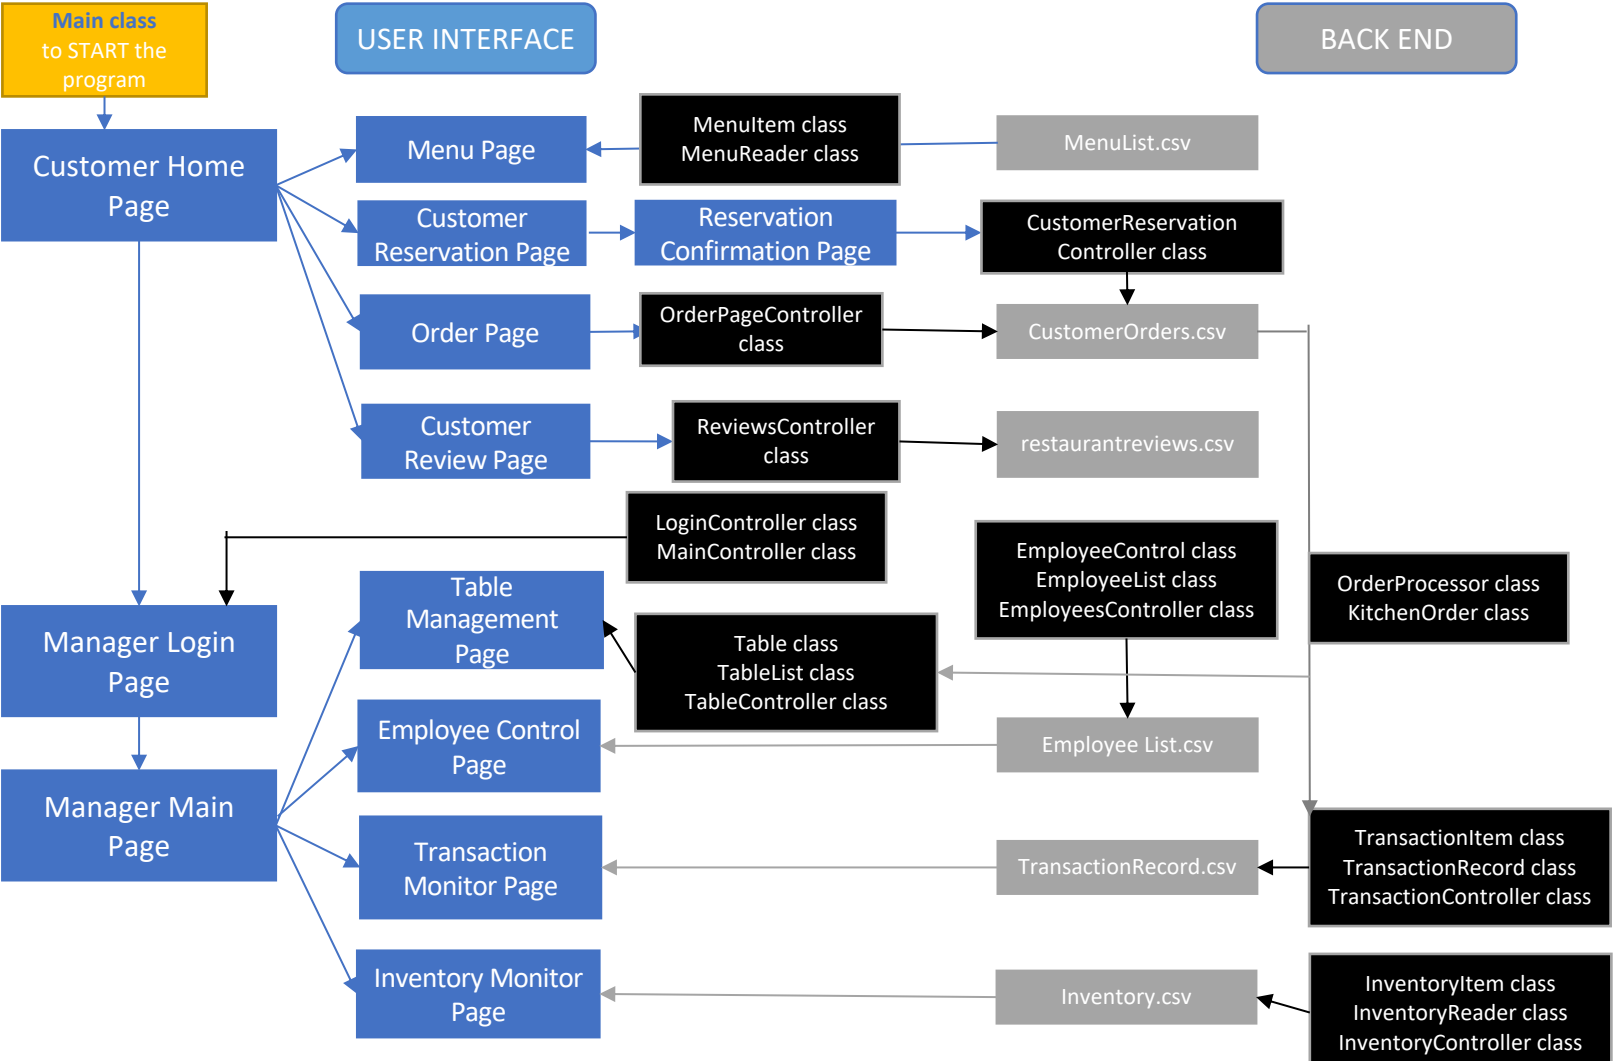 Main class
to START the
program
USER INTERFACE
BACK END
Customer Home
Page
Menu Page
MenuItem class
MenuReader class
MenuList.csv
Customer
Reservation Page
Reservation
Confirmation Page
CustomerReservation
Controller class
Order Page
OrderPageController
class
CustomerOrders.csv
Customer
Review Page
ReviewsController
class
restaurantreviews.csv
LoginController class
MainController class
EmployeeControl class
EmployeeList class
EmployeesController class
OrderProcessor class
KitchenOrder class
Manager Login
Page
Table
Management
Page
Table class
TableList class
TableController class
Employee Control
Page
Employee List.csv
Manager Main
Page
Transaction
Monitor Page
TransactionRecord.csv
TransactionItem class
TransactionRecord class
TransactionController class
Inventory Monitor
Page
Inventory.csv
InventoryItem class
InventoryReader class
InventoryController class